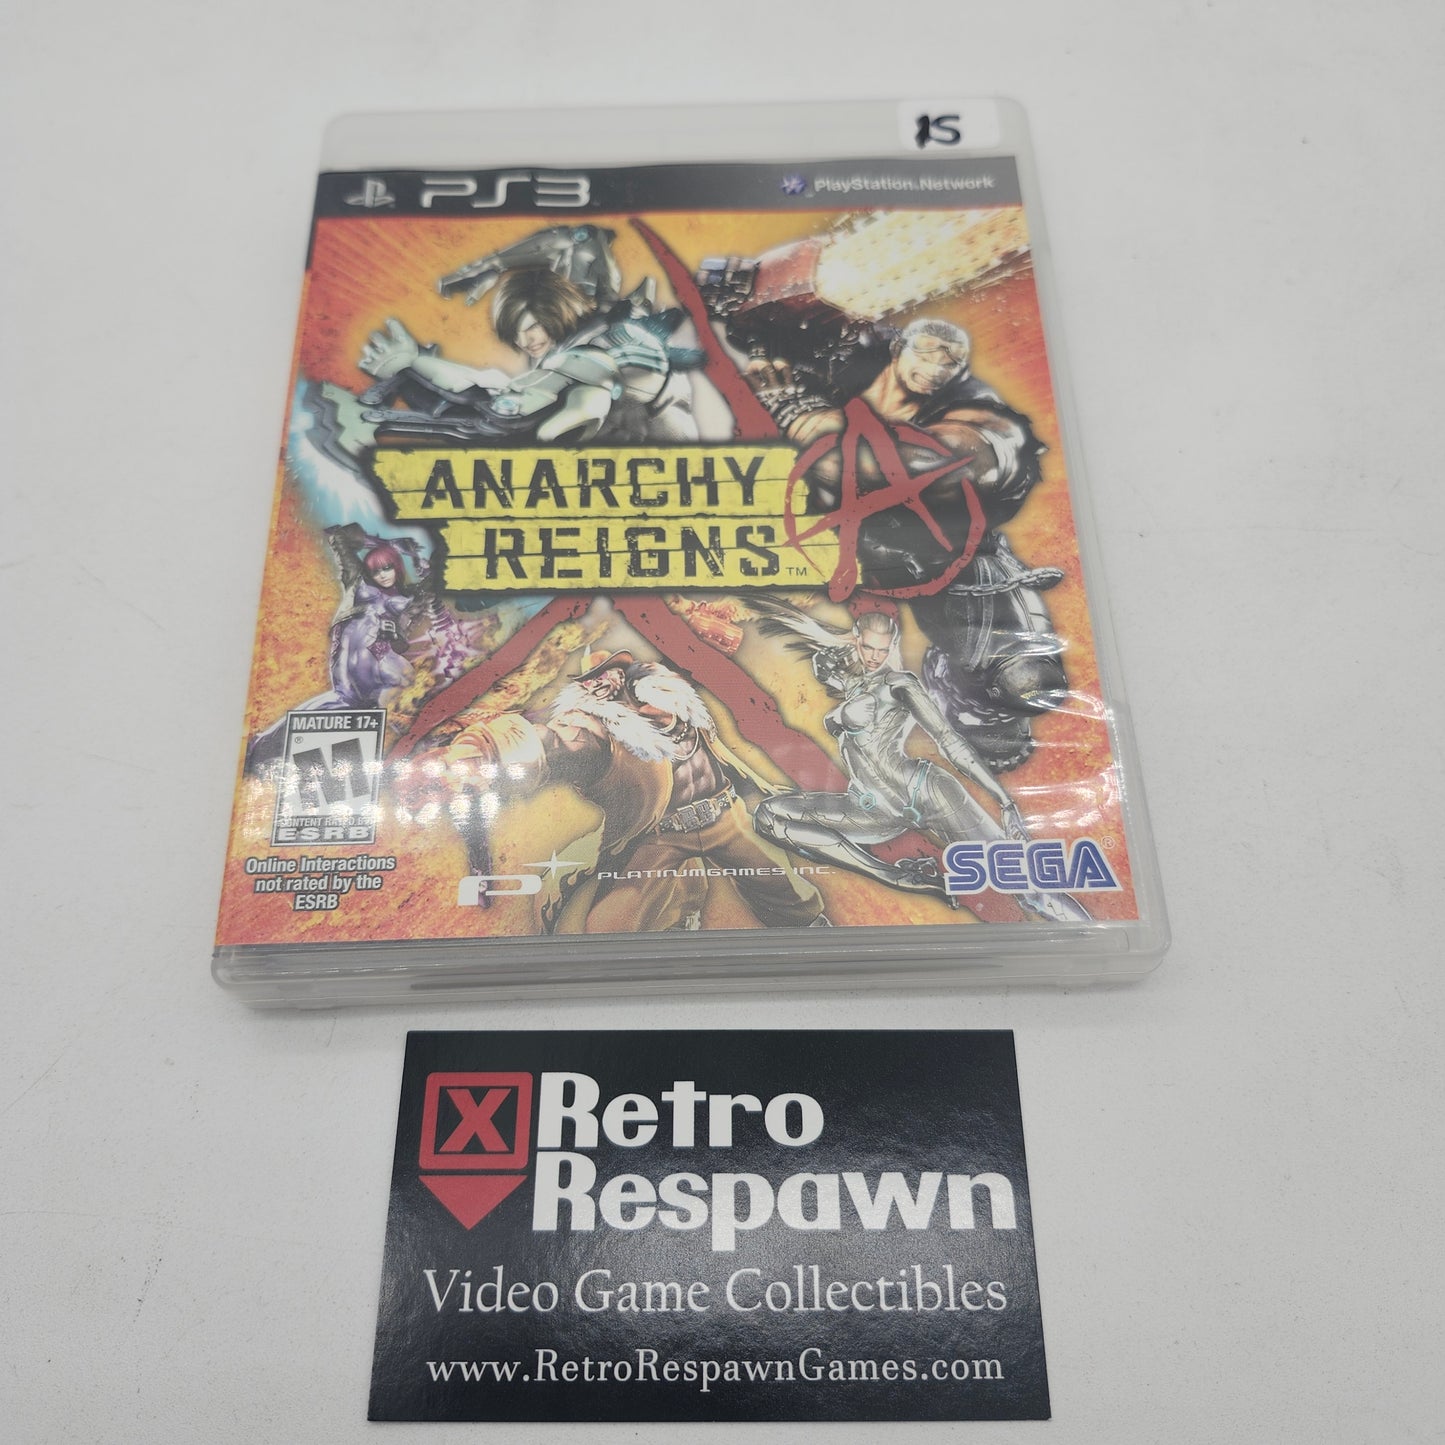 15
PS3
PlayStation Network
ANARCHY
REIGNS™
A
MATURE 17+
M
®
CONTENT RATED BY
ESRB
Online Interactions
not rated by the
ESRB
P
PLATINUMGAMES INC.
SEGA®
X
Retro
Respawn
Video Game Collectibles
www.RetroRespawnGames.com